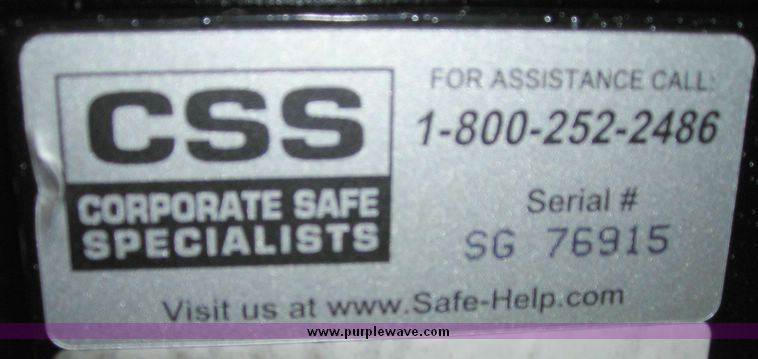 CSS
CORPORATE SAFE
SPECIALISTS
FOR ASSISTANCE CALL:
1-800-252-2486
Serial #
SG 76915
Visit us at www.Safe-Help.com
www.purplewave.com